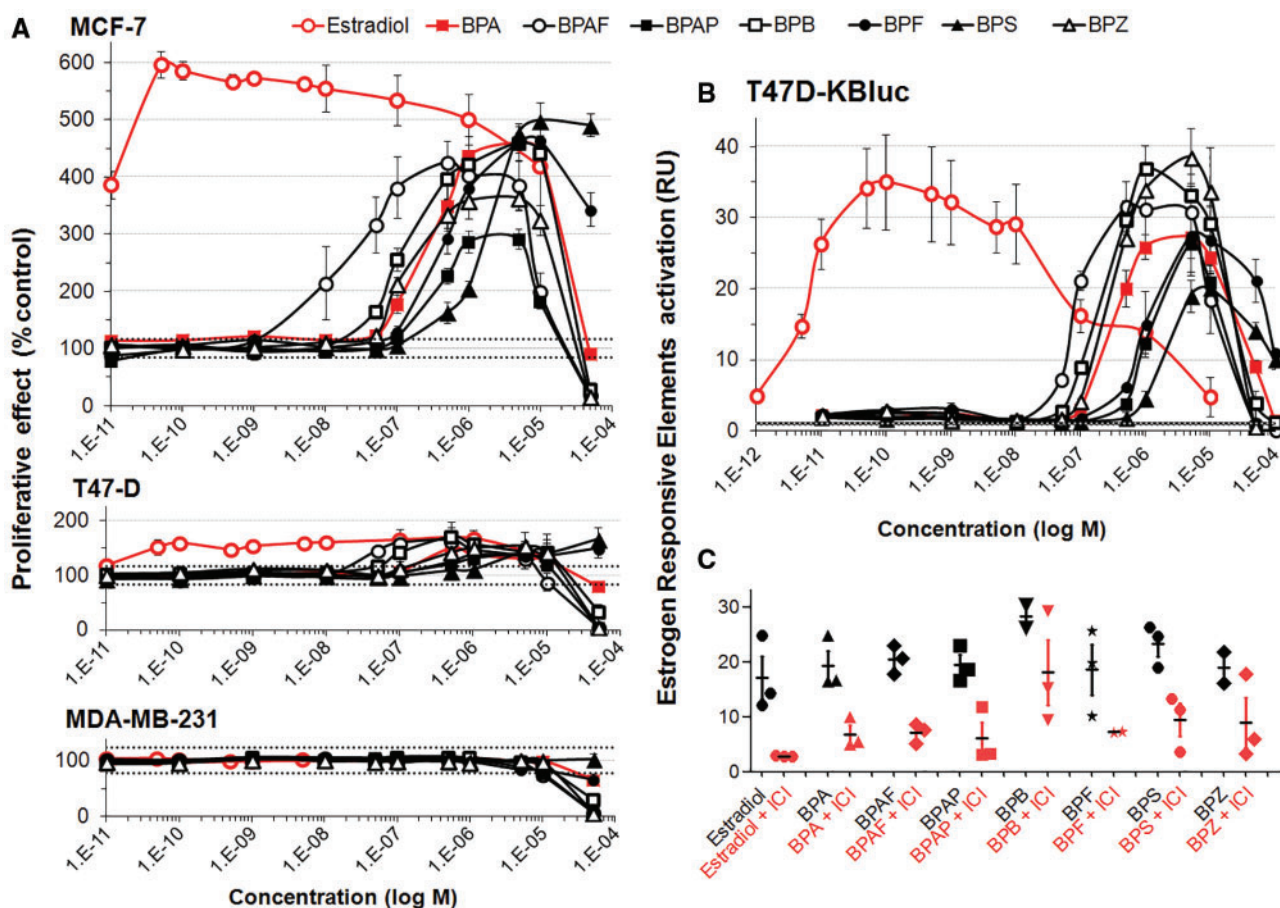 A
MCF-7
Estradiol BPA BPAF BPAP BPB BPF BPS BPZ
Proliferative effect (% control)
600
500
400
300
200
100
0
1.E-11 1.E-10 1.E-09 1.E-08 1.E-07 1.E-06 1.E-05 1.E-04
T47-D
200
100
0
1.E-11 1.E-10 1.E-09 1.E-08 1.E-07 1.E-06 1.E-05 1.E-04
MDA-MB-231
100
0
1.E-11 1.E-10 1.E-09 1.E-08 1.E-07 1.E-06 1.E-05 1.E-04
Concentration (log M)
B T47D-KBluc
Estrogen Responsive Elements activation (RU)
40
30
20
10
0
1.E-12 1.E-11 1.E-10 1.E-09 1.E-08 1.E-07 1.E-06 1.E-05 1.E-04
Concentration (log M)
C
30
20
10
0
Estradiol
Estradiol + ICI
BPA
BPA + ICI
BPAF
BPAF + ICI
BPAP
BPAP + ICI
BPB
BPB + ICI
BPF
BPF + ICI
BPS
BPS + ICI
BPZ
BPZ + ICI